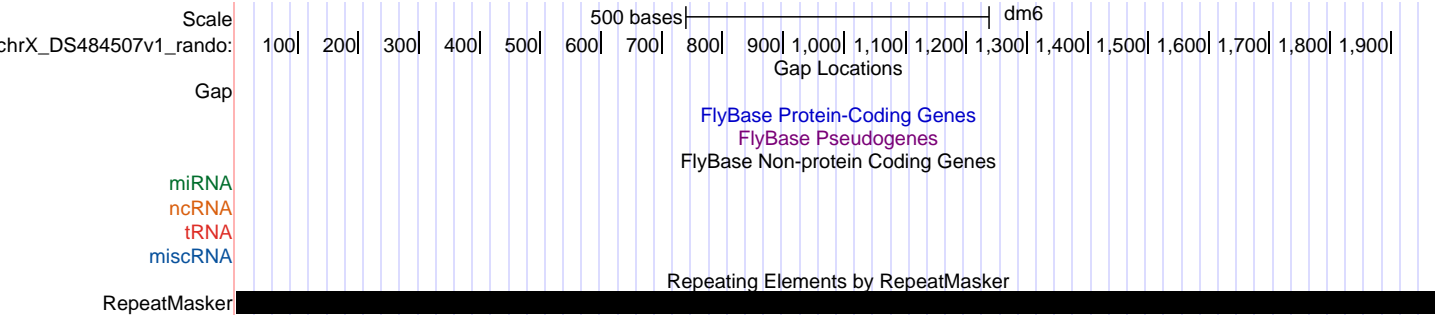 Scale 500 bases dm6
chrX_DS484507v1_rando: 100 200 300 400 500 600 700 800 900 1,000 1,100 1,200 1,300 1,400 1,500 1,600 1,700 1,800 1,900
Gap Locations
Gap
FlyBase Protein-Coding Genes
FlyBase Pseudogenes
FlyBase Non-protein Coding Genes
miRNA
ncRNA
tRNA
miscRNA
Repeating Elements by RepeatMasker
RepeatMasker